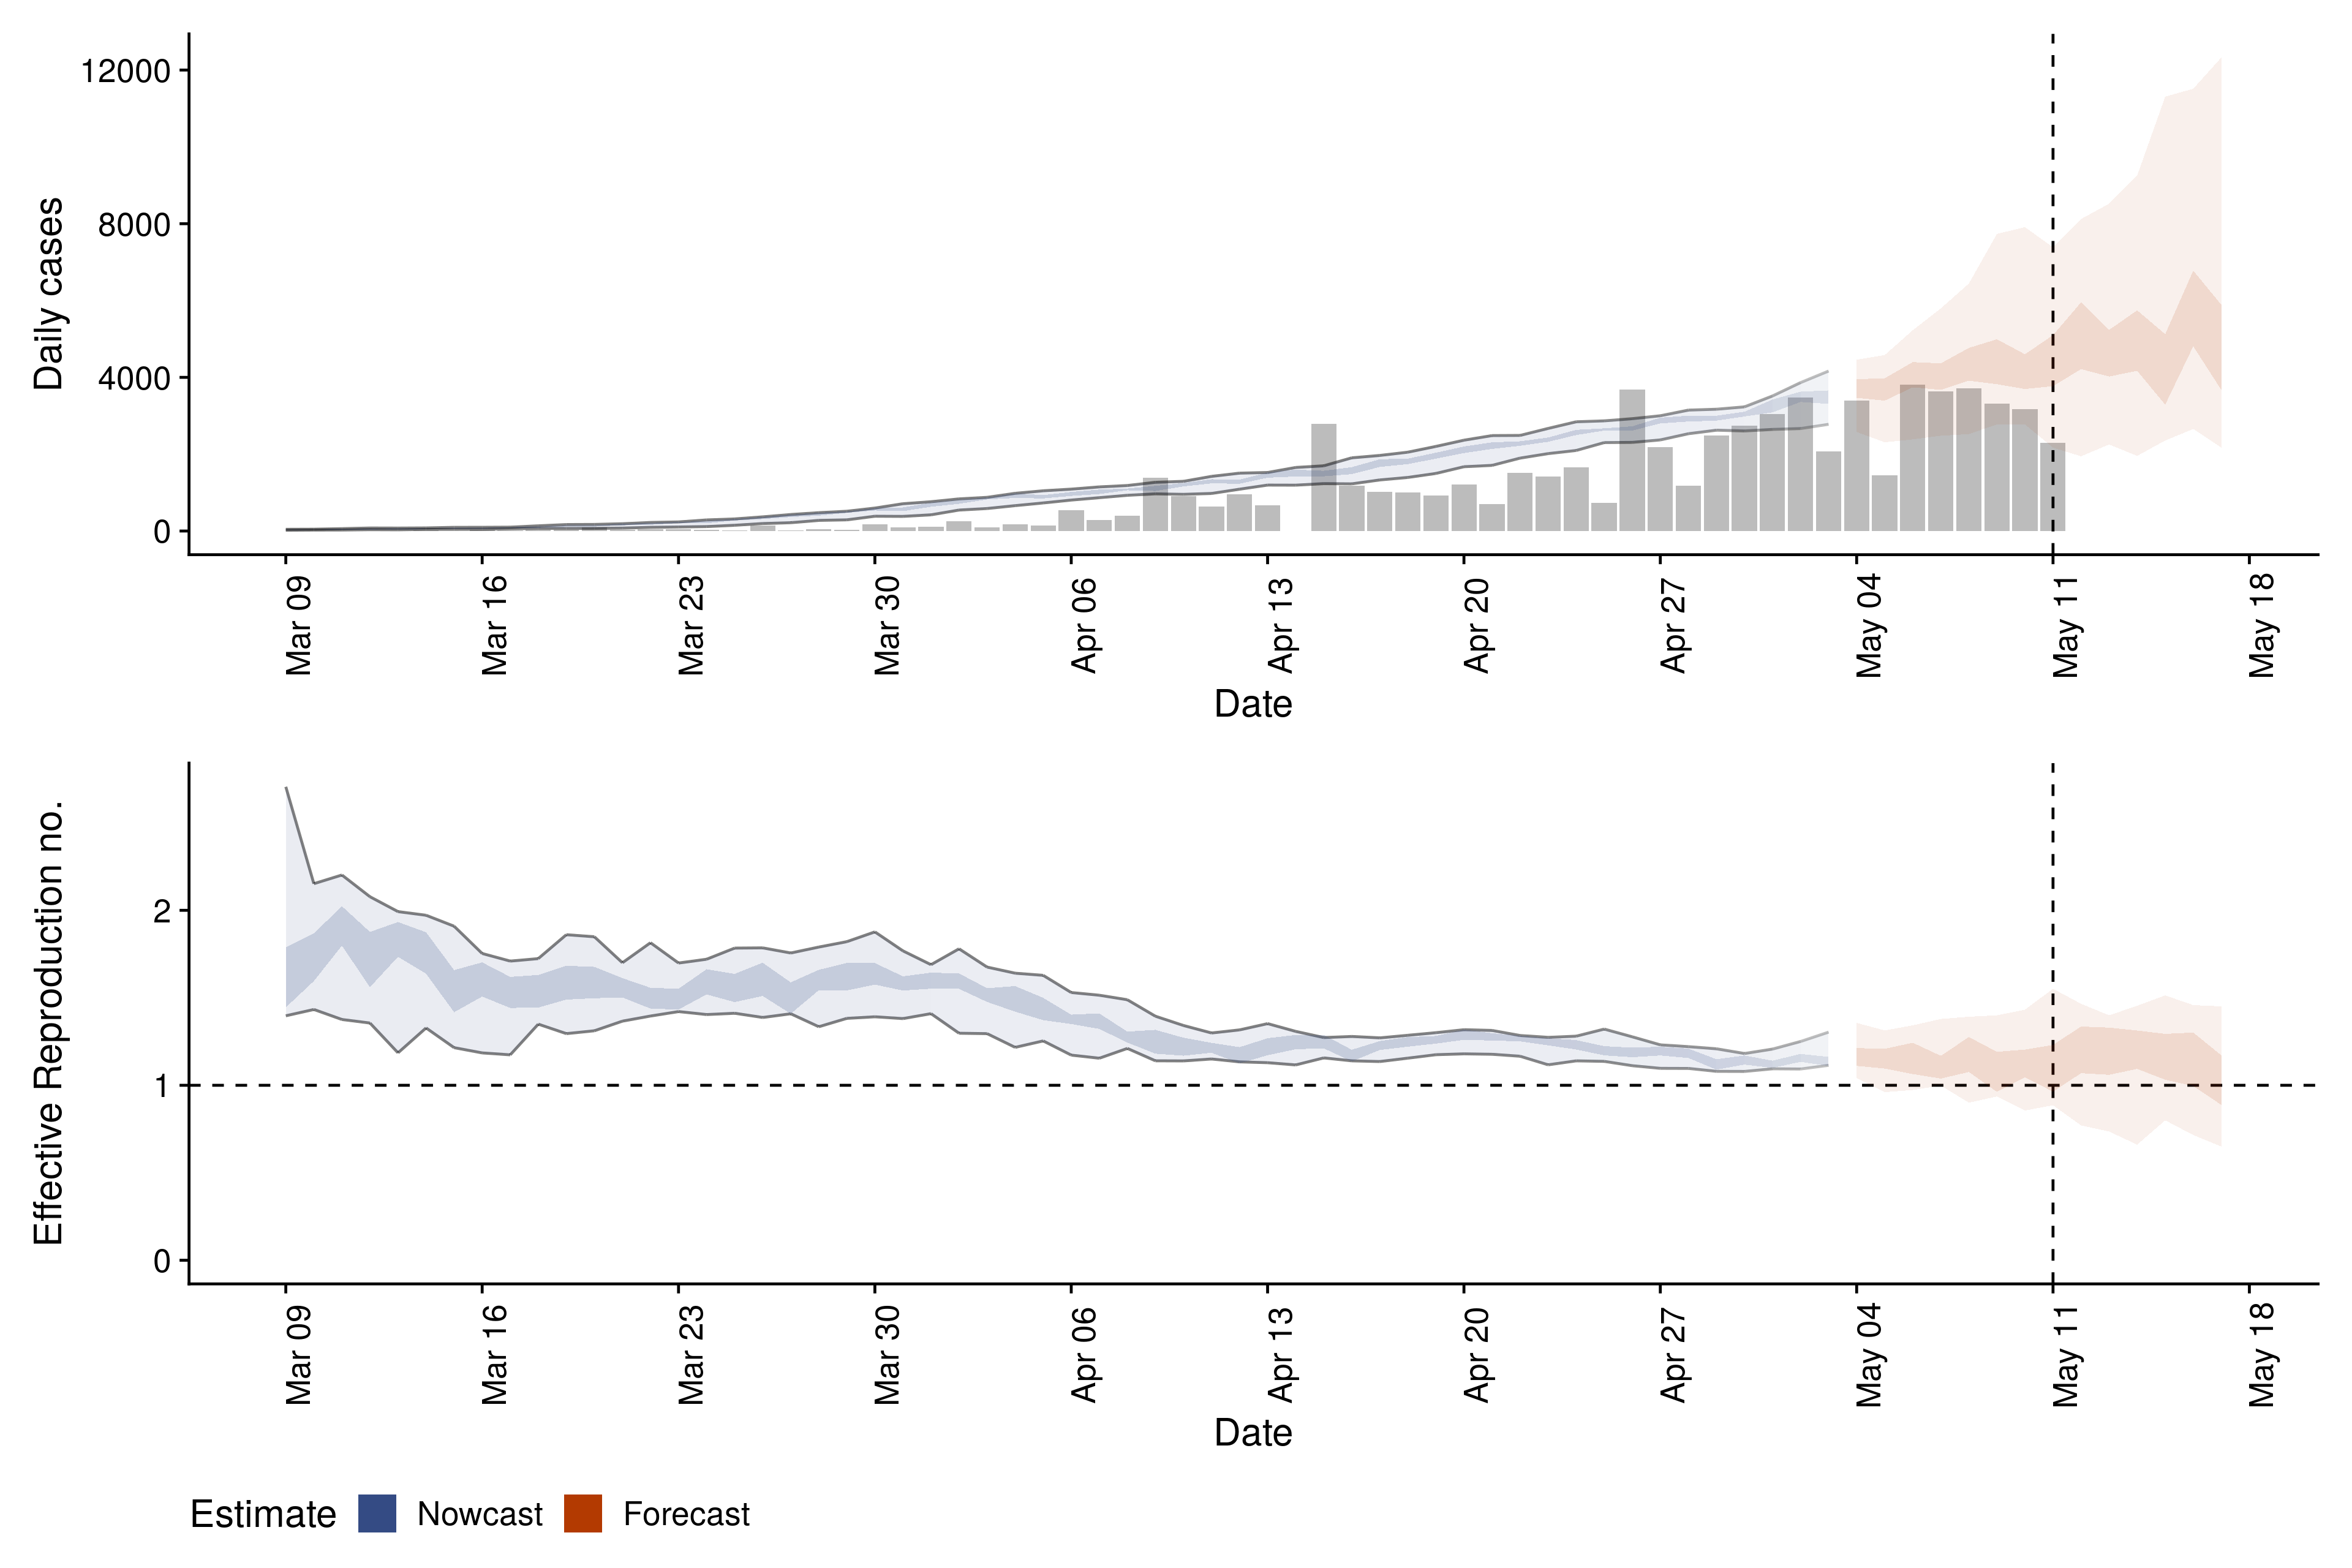 Daily cases
12000
8000
4000
0
Mar 09
Mar 16
Mar 23
Mar 30
Apr 06
Apr 13
Apr 20
Apr 27
May 04
May 11
May 18
Date
Effective Reproduction no.
2
1
0
Mar 09
Mar 16
Mar 23
Mar 30
Apr 06
Apr 13
Apr 20
Apr 27
May 04
May 11
May 18
Date
Estimate Nowcast Forecast